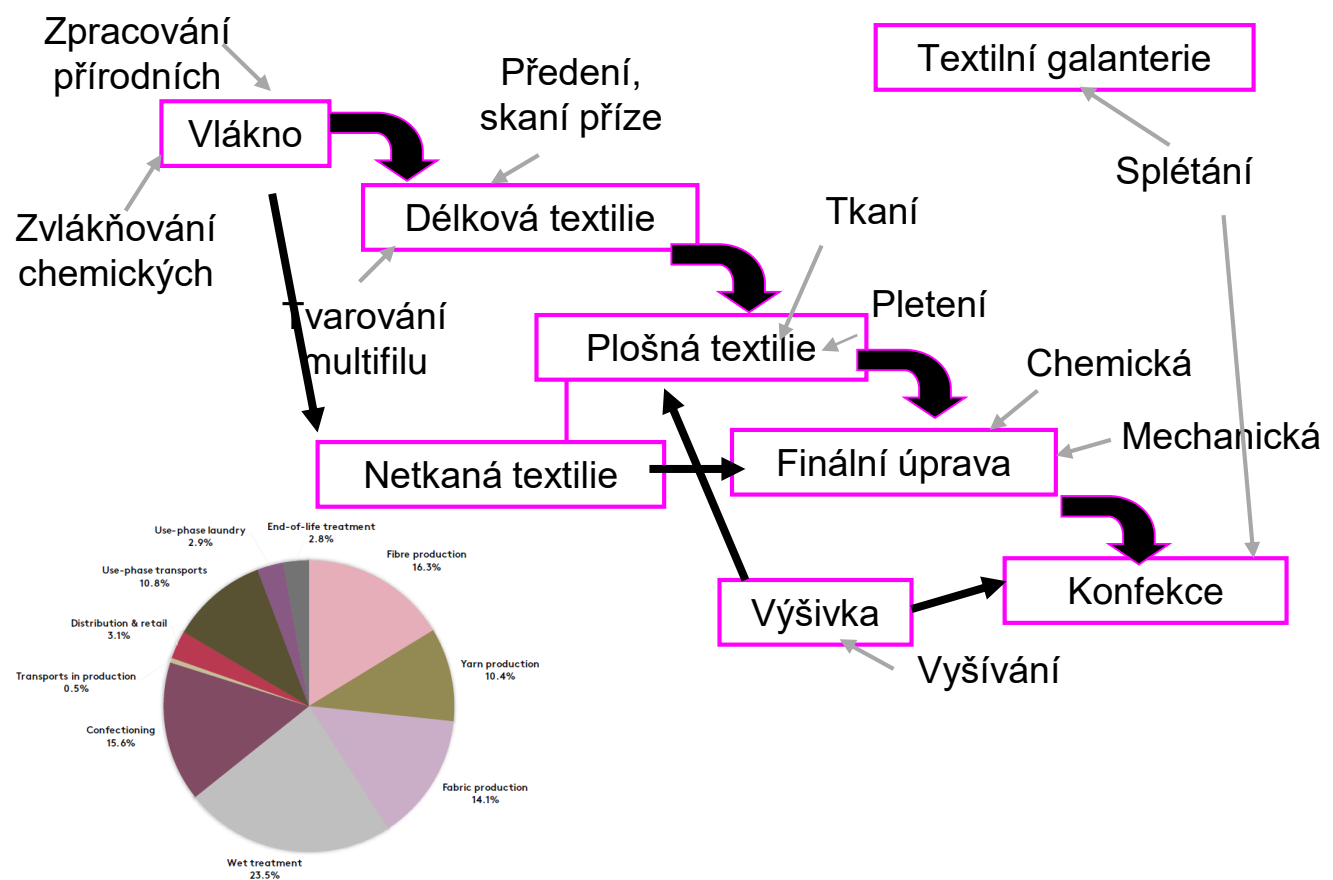 Zpracování
přírodních
Textilní galanterie
Předení,
skaní příze
Vlákno
Splétání
Délková textilie
Tkaní
Zvlákňování
chemických
Tvarování
multifilu
Pletení
Plošná textilie
Chemická
Mechanická
Netkaná textilie
Finální úprava
Konfekce
Výšivka
Vyšívání
End-of-life treatment
2.8%
Use-phase laundry
2.9%
Fibre production
16.3%
Use-phase transports
10.8%
Distribution & retail
3.1%
Yarn production
10.4%
Transports in production
0.5%
Confectioning
15.6%
Fabric production
14.1%
Wet treatment
23.5%